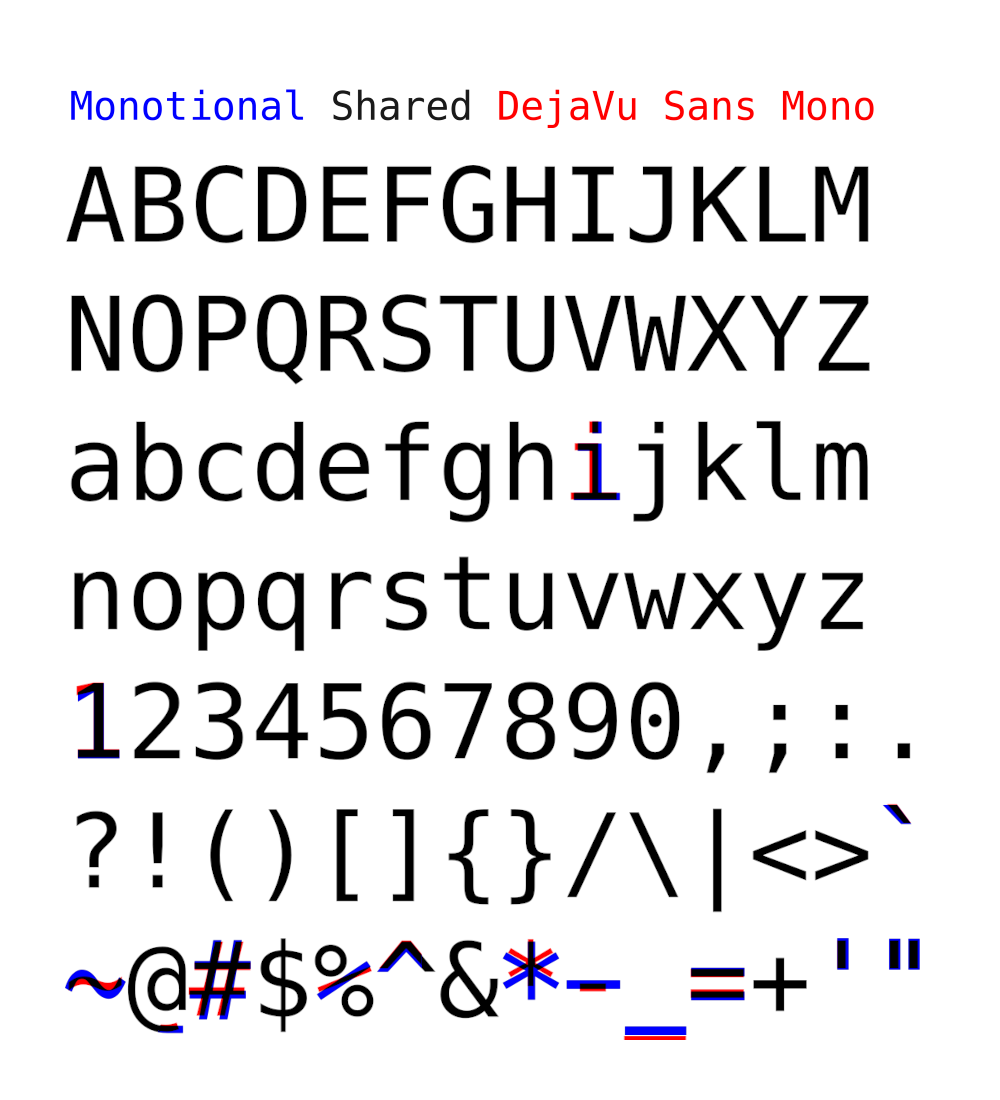 Monotional Shared DejaVu Sans Mono
ABCDEFGHIJKLM
NOPQRSTUVWXYZ
abcdefghijklm
nopqrstuvwxyz
1234567890,;:.
?!()[]{}/\|<>`
~@#$%^&*-_=+'"